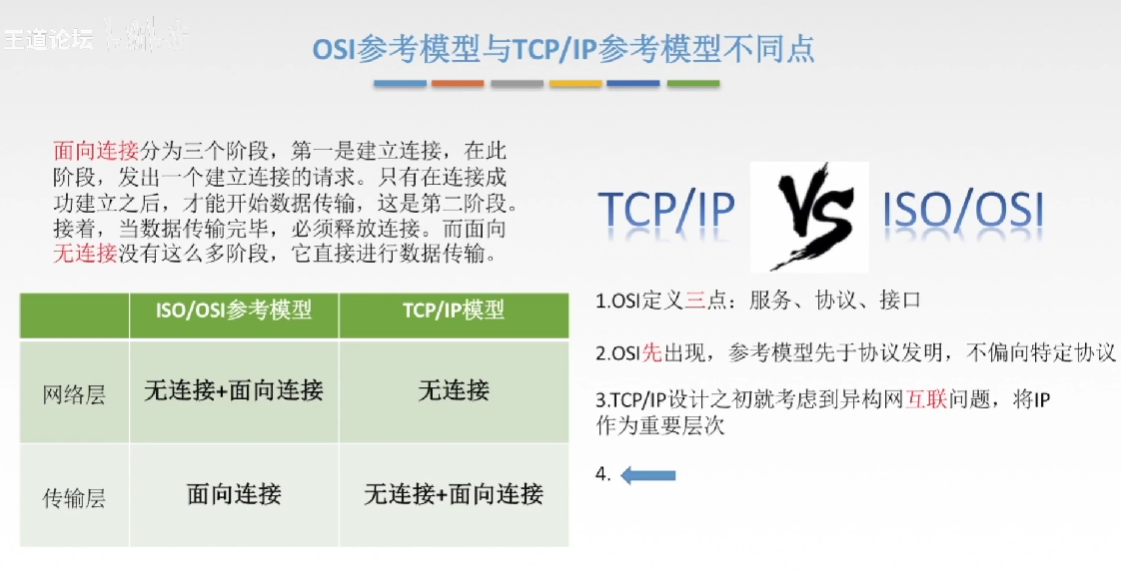 王道论坛
OSI参考模型与TCP/IP参考模型不同点
面向连接分为三个阶段，第一是建立连接，在此
阶段，发出一个建立连接的请求。只有在连接成
功建立之后，才能开始数据传输，这是第二阶段。
接着，当数据传输完毕，必须释放连接。而面向
无连接没有这么多阶段，它直接进行数据传输。
ISO/OSI参考模型 TCP/IP模型
网络层 无连接+面向连接 无连接
传输层 面向连接 无连接+面向连接
TCP/IP VS ISO/OSI
1.OSI定义三点：服务、协议、接口
2.OSI先出现，参考模型先于协议发明，不偏向特定协议
3.TCP/IP设计之初就考虑到异构网互联问题，将IP
作为重要层次
4.